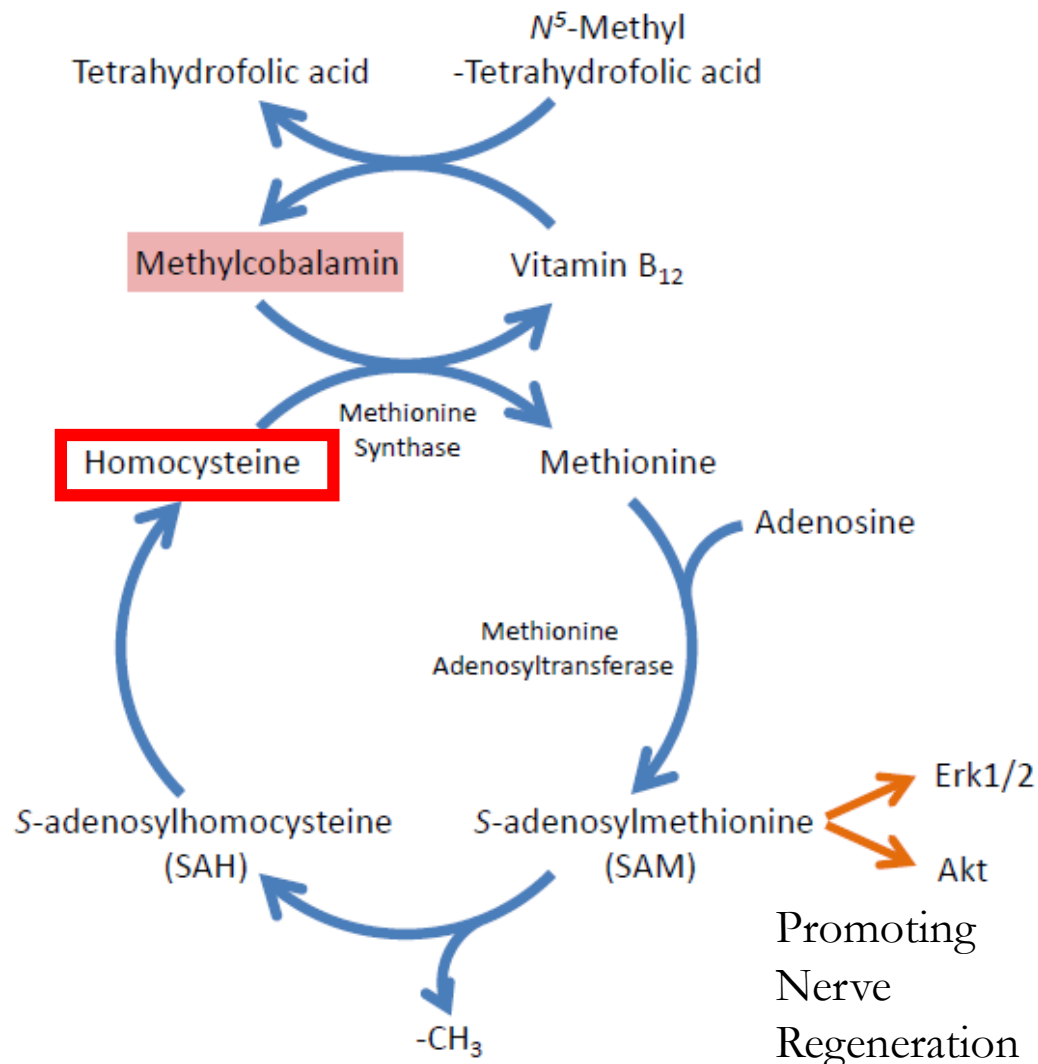 N⁵-Methyl
Tetrahydrofolic acid
-Tetrahydrofolic acid
Methylcobalamin
Vitamin B₁₂
Methionine
Synthase
Homocysteine
Methionine
Adenosine
Methionine
Adenosyltransferase
Erk1/2
S-adenosylhomocysteine
(SAH)
S-adenosylmethionine
(SAM)
Akt
Promoting
Nerve
Regeneration
-CH₃